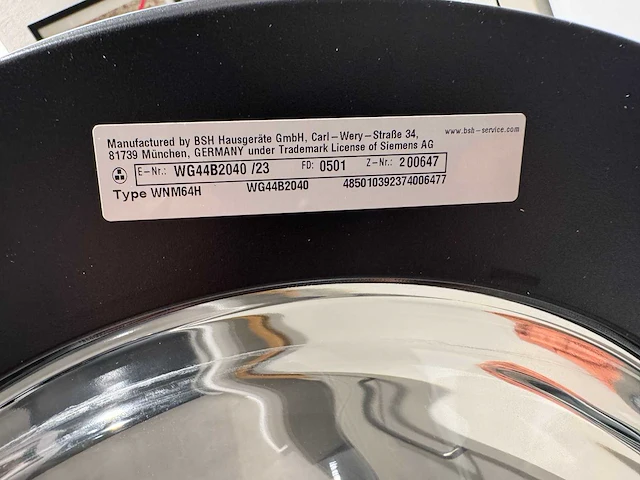 Manufactured by BSH Hausgeräte GmbH, Carl-Wery-Straße 34,
www.bsh-service.com
81739 München, GERMANY under Trademark License of Siemens AG
E-Nr.: WG44B2040 /23 FD: 0501 Z-Nr.: 200647
Type WNM64H WG44B2040 485010392374006477